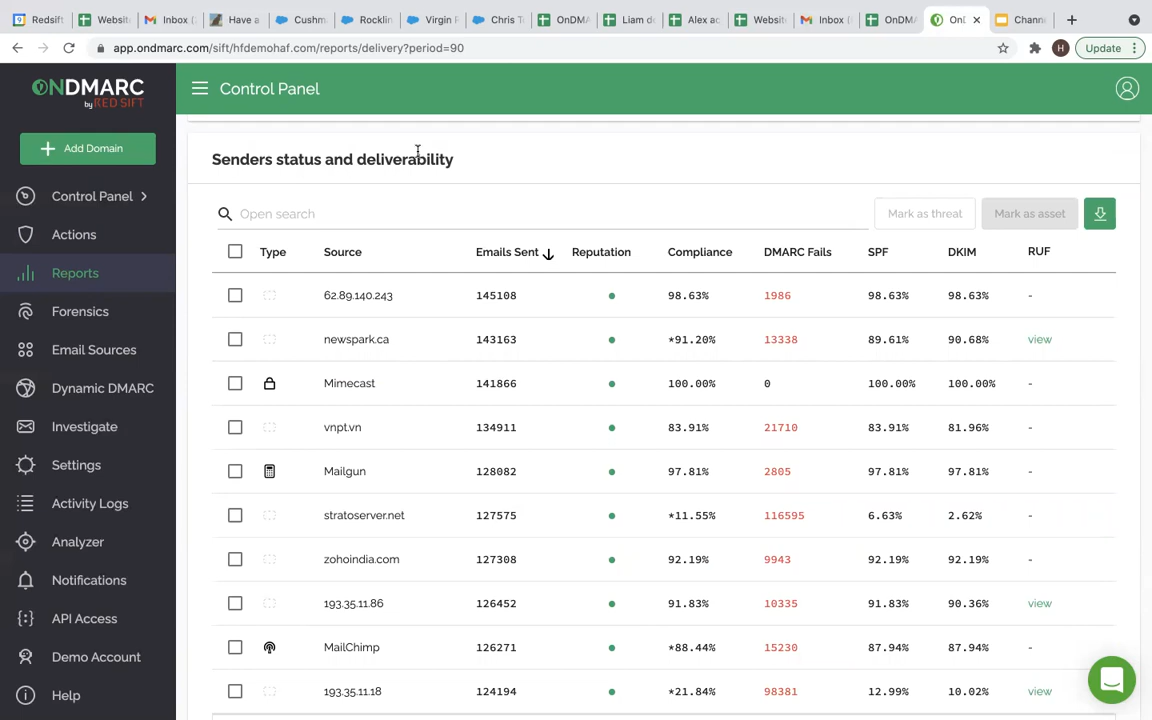 Redsift
Website
Inbox (
Have a
Cushm
Rocklin
Virgin
Chris T
OnDMA
Liam d
Alex ac
Website
Inbox (
OnDMA
OnD
Chann
app.ondmarc.com/sift/hfdemohaf.com/reports/delivery?period=90
H
Update
ONDMARC
by RED SIFT
Control Panel
Add Domain
Control Panel
Actions
Reports
Forensics
Email Sources
Dynamic DMARC
Investigate
Settings
Activity Logs
Analyzer
Notifications
API Access
Demo Account
Help
Senders status and deliverability
Open search
Mark as threat
Mark as asset
Type Source Emails Sent Reputation Compliance DMARC Fails SPF DKIM RUF
62.89.140.243 145108 98.63% 1986 98.63% 98.63% -
newspark.ca 143163 *91.20% 13338 89.61% 90.68% view
Mimecast 141866 100.00% 0 100.00% 100.00% -
vnpt.vn 134911 83.91% 21710 83.91% 81.96% -
Mailgun 128082 97.81% 2805 97.81% 97.81% -
stratoserver.net 127575 *11.55% 116595 6.63% 2.62% -
zohoindia.com 127308 92.19% 9943 92.19% 92.19% -
193.35.11.86 126452 91.83% 10335 91.83% 90.36% view
MailChimp 126271 *88.44% 15230 87.94% 87.94% -
193.35.11.18 124194 *21.84% 98381 12.99% 10.02% view